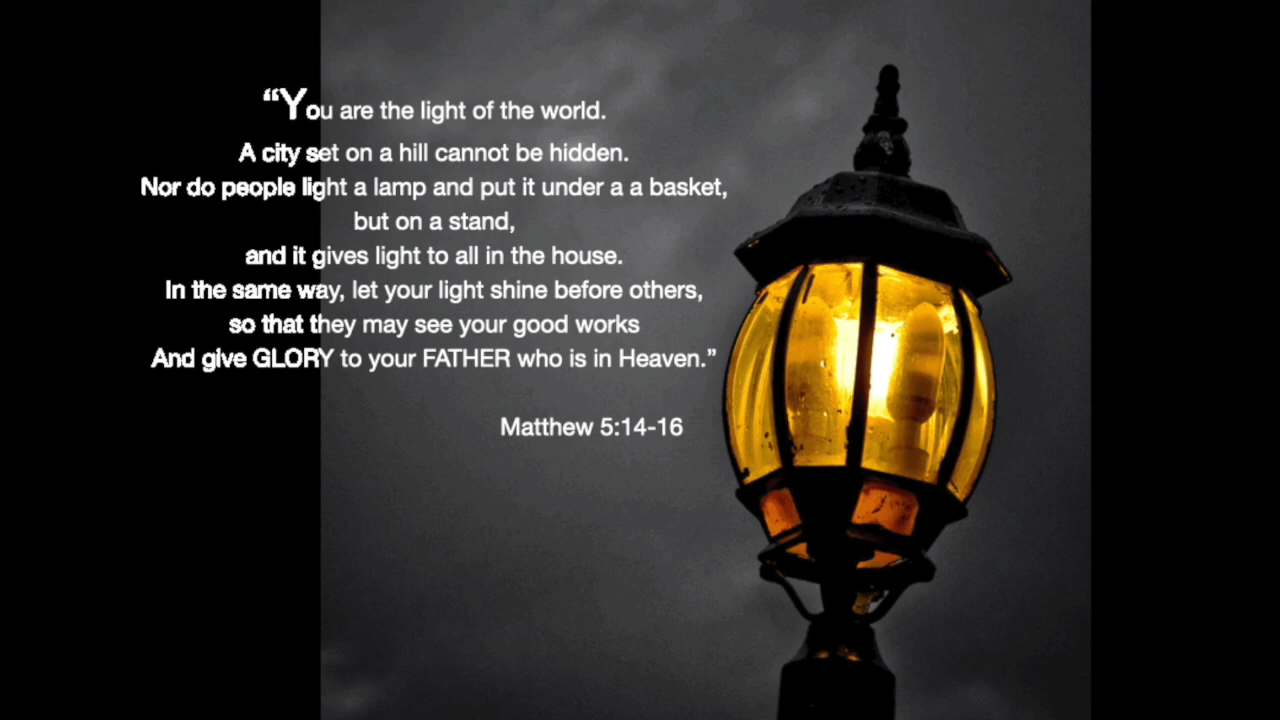 “You are the light of the world.
A city set on a hill cannot be hidden.
Nor do people light a lamp and put it under a a basket,
but on a stand,
and it gives light to all in the house.
In the same way, let your light shine before others,
so that they may see your good works
And give GLORY to your FATHER who is in Heaven.”
Matthew 5:14-16